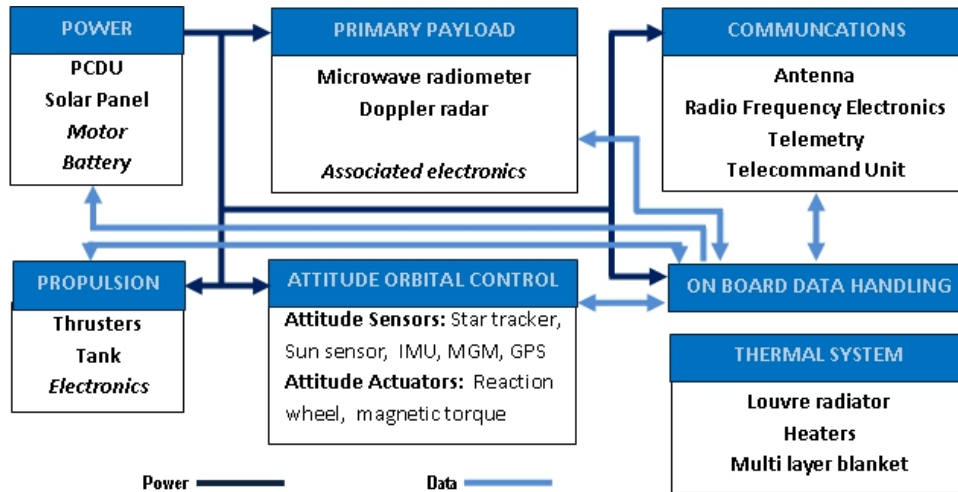 POWER
PCDU
Solar Panel
Motor
Battery
PRIMARY PAYLOAD
Microwave radiometer
Doppler radar
Associated electronics
COMMUNCATIONS
Antenna
Radio Frequency Electronics
Telemetry
Telecommand Unit
PROPULSION
Thrusters
Tank
Electronics
ATTITUDE ORBITAL CONTROL
Attitude Sensors: Star tracker,
Sun sensor, IMU, MGM, GPS
Attitude Actuators: Reaction
wheel, magnetic torque
ON BOARD DATA HANDLING
THERMAL SYSTEM
Louvre radiator
Heaters
Multi layer blanket
Power
Data